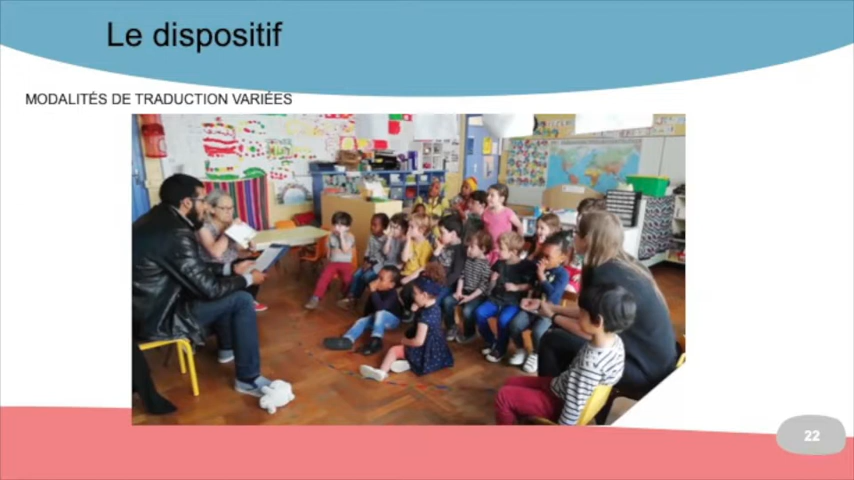 Le dispositif
MODALITÉS DE TRADUCTION VARIÉES
22